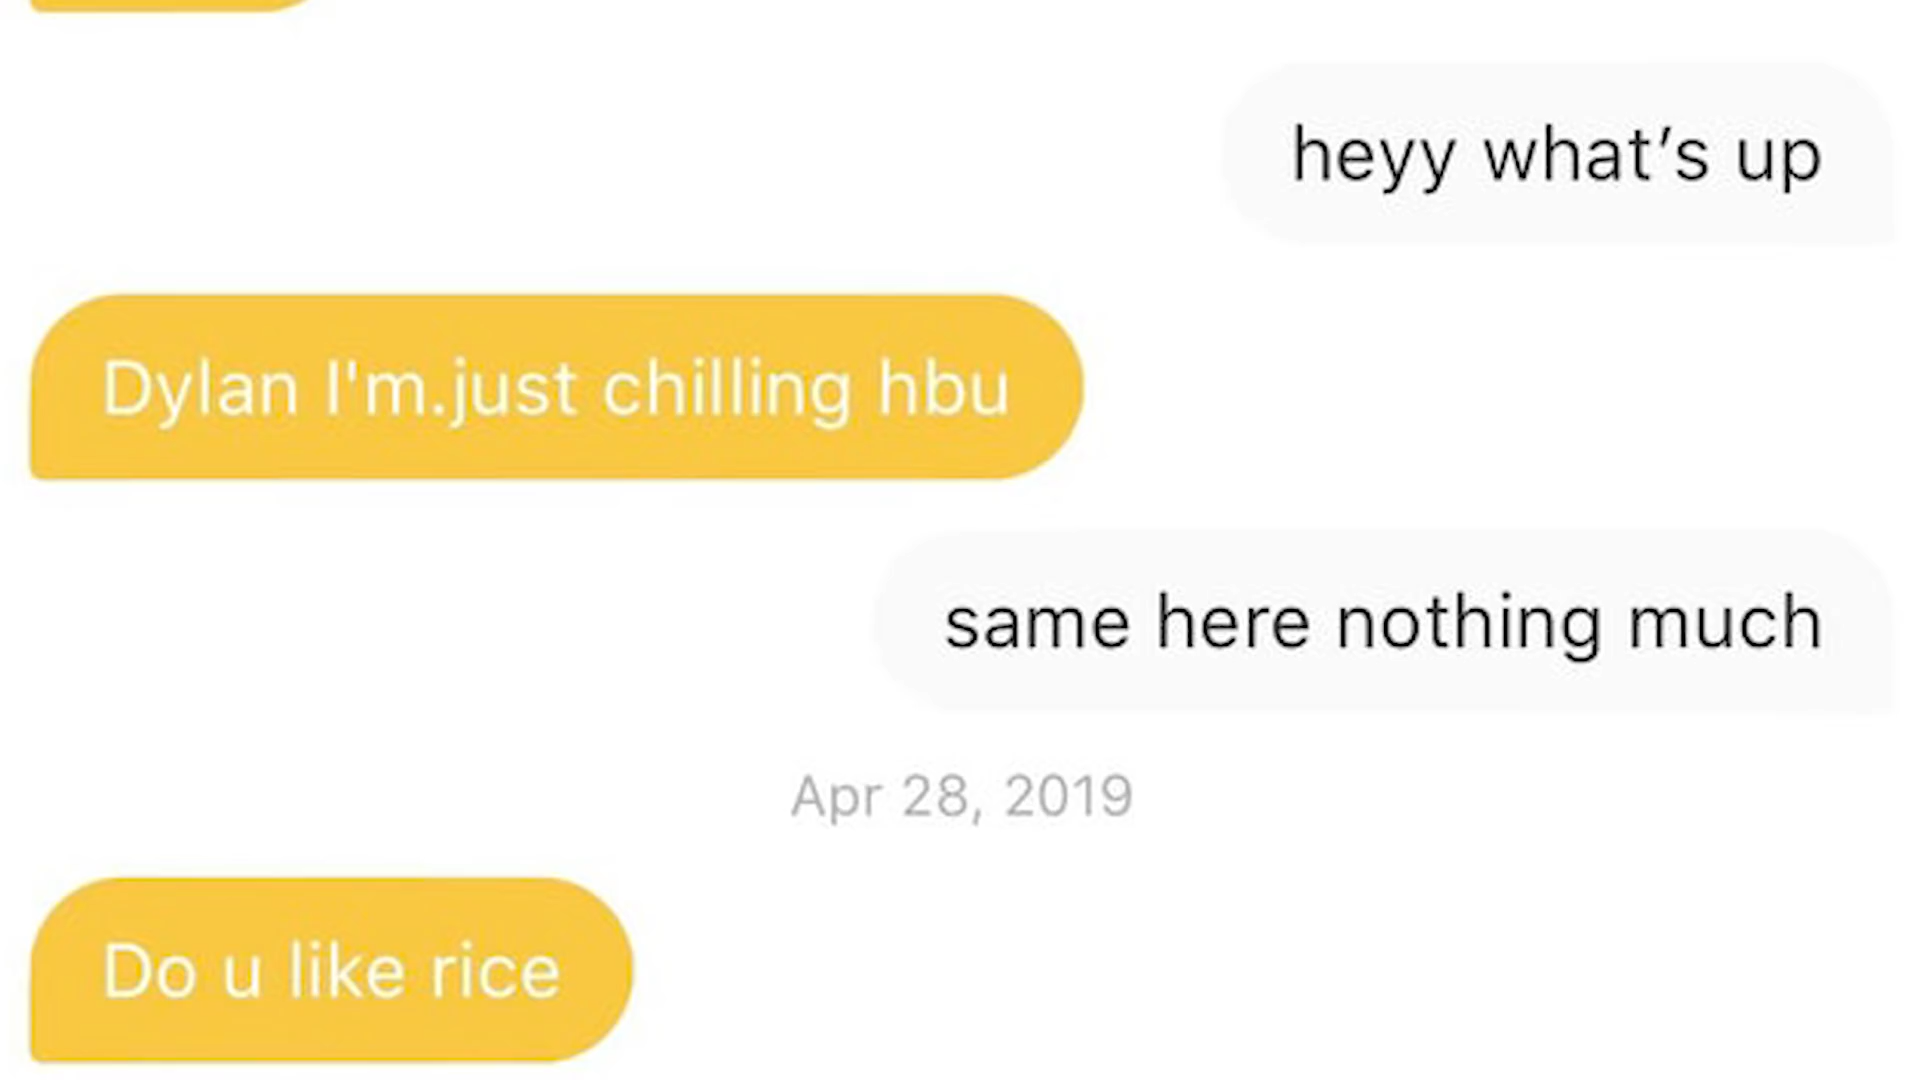 heyy what’s up
Dylan I'm.just chilling hbu
same here nothing much
Apr 28, 2019
Do u like rice